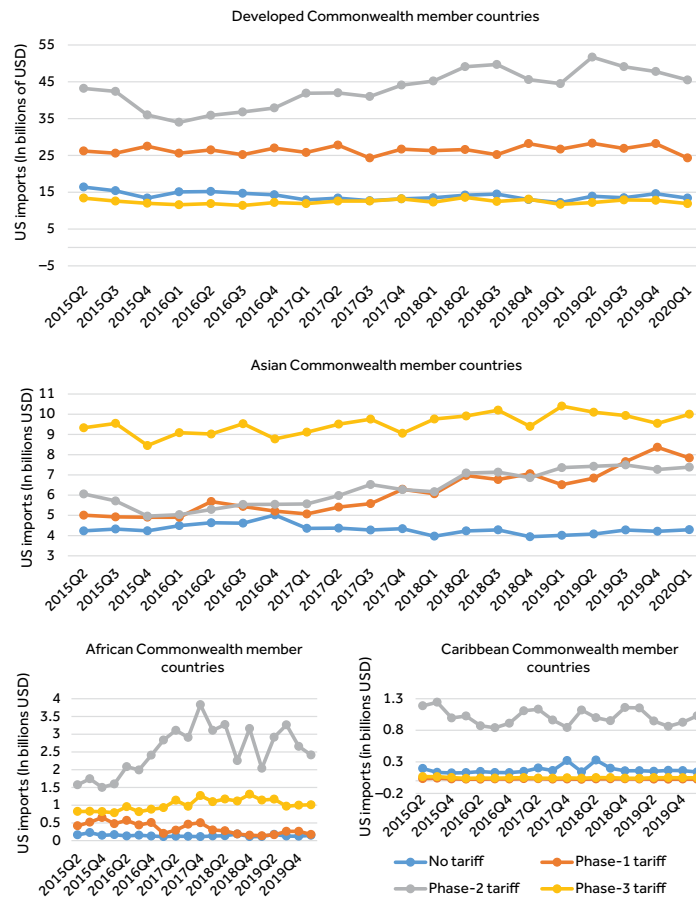 Developed Commonwealth member countries
US imports (In billions of USD)
55
45
35
25
15
5
–5
2015Q2
2015Q3
2015Q4
2016Q1
2016Q2
2016Q3
2016Q4
2017Q1
2017Q2
2017Q3
2017Q4
2018Q1
2018Q2
2018Q3
2018Q4
2019Q1
2019Q2
2019Q3
2019Q4
2020Q1
Asian Commonwealth member countries
US imports (In billions USD)
11
10
9
8
7
6
5
4
3
2015Q2
2015Q3
2015Q4
2016Q1
2016Q2
2016Q3
2016Q4
2017Q1
2017Q2
2017Q3
2017Q4
2018Q1
2018Q2
2018Q3
2018Q4
2019Q1
2019Q2
2019Q3
2019Q4
2020Q1
African Commonwealth member
countries
US imports (In billions USD)
4
3.5
3
2.5
2
1.5
1
0.5
0
2015Q2
2015Q4
2016Q2
2016Q4
2017Q2
2017Q4
2018Q2
2018Q4
2019Q2
2019Q4
Caribbean Commonwealth member
countries
US imports (In billions USD)
1.3
0.8
0.3
–0.2
2015Q2
2015Q4
2016Q2
2016Q4
2017Q2
2017Q4
2018Q2
2018Q4
2019Q2
2019Q4
No tariff
Phase-1 tariff
Phase-2 tariff
Phase-3 tariff